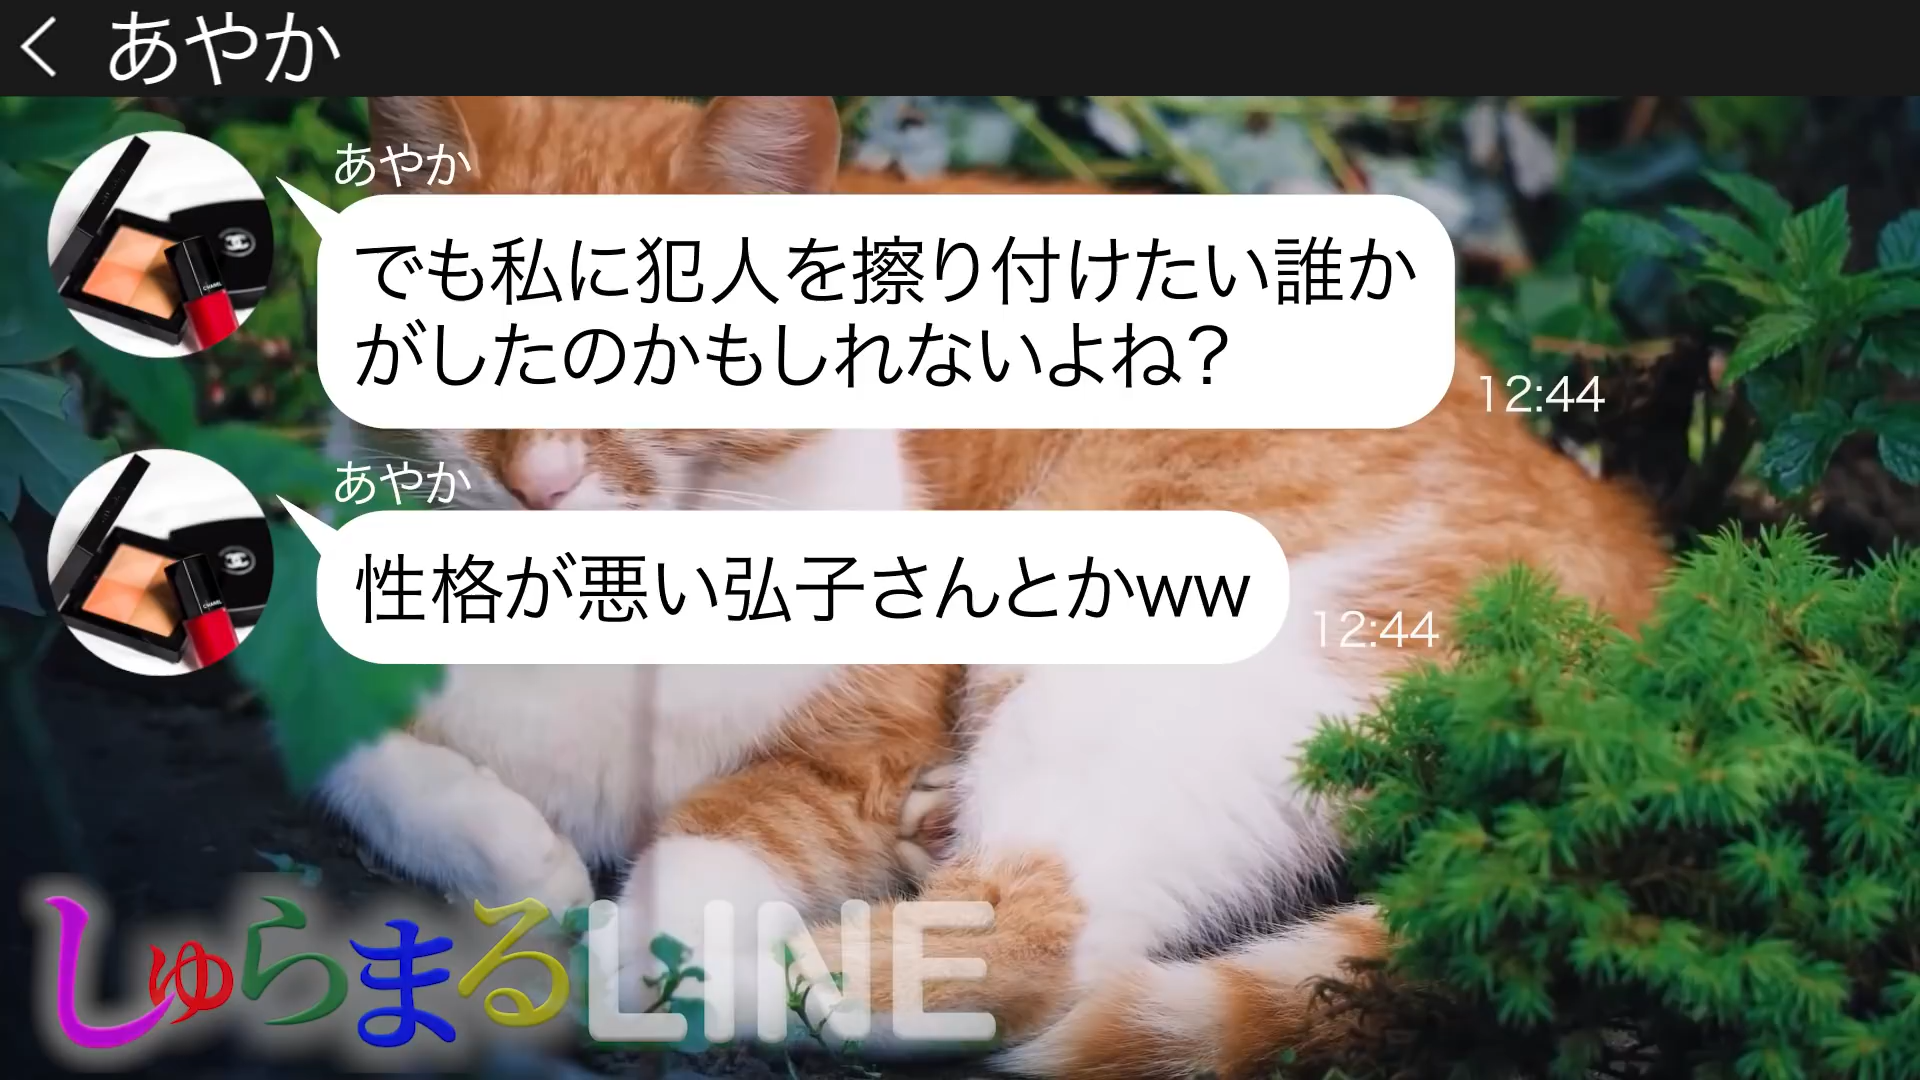 あやか
あやか
でも私に犯人を擦り付けたい誰か
がしたのかもしれないよね？
12:44
あやか
性格が悪い弘子さんとかww
12:44
しゅらまるLINE